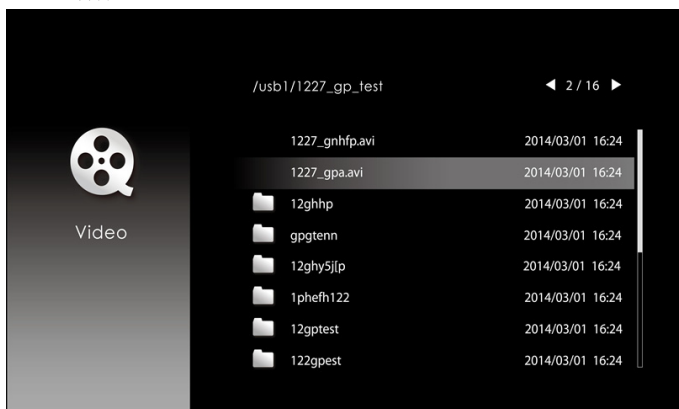 /usb1/1227_gp_test ◀ 2 / 16 ▶
1227_gnhfp.avi 2014/03/01 16:24
1227_gpa.avi 2014/03/01 16:24
12ghhp 2014/03/01 16:24
Video
gpgtenn 2014/03/01 16:24
12ghy5j[p 2014/03/01 16:24
1phefh122 2014/03/01 16:24
12gptest 2014/03/01 16:24
122gpest 2014/03/01 16:24